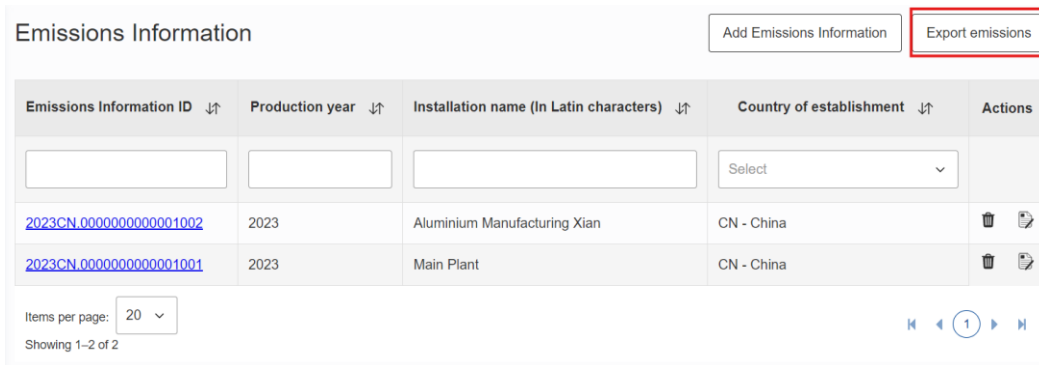 Emissions Information
Add Emissions Information
Export emissions
Emissions Information ID Production year Installation name (In Latin characters) Country of establishment Actions
Select
2023CN.0000000000001002 2023 Aluminium Manufacturing Xian CN - China
2023CN.0000000000001001 2023 Main Plant CN - China
Items per page: 20
1
Showing 1–2 of 2